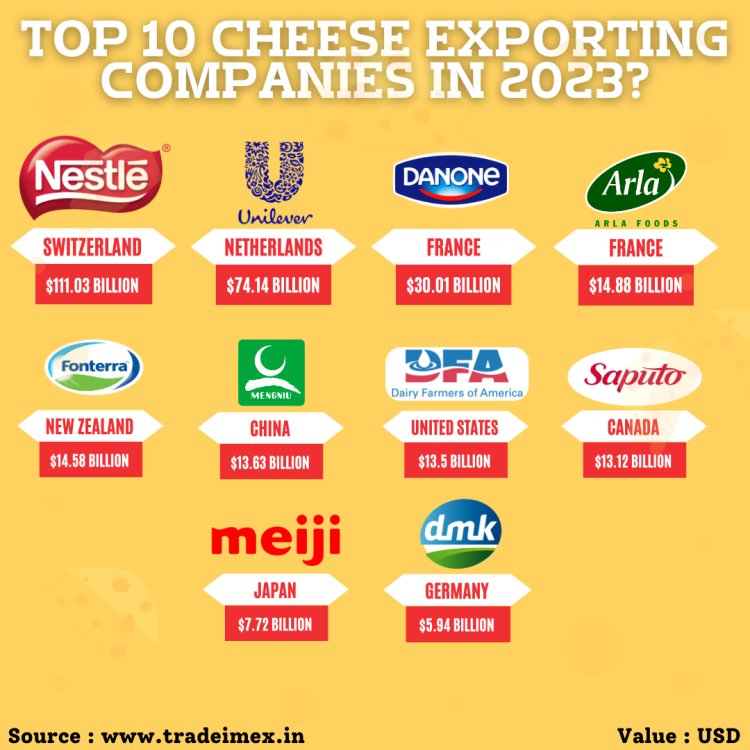 TOP 10 CHEESE EXPORTING
COMPANIES IN 2023?
Nestlé ®
Unilever
DANONE
Arla
ARLA FOODS
SWITZERLAND
NETHERLANDS
FRANCE
FRANCE
$111.03 BILLION
$74.14 BILLION
$30.01 BILLION
$14.88 BILLION
Fonterra
MENGNIU
DFA
Dairy Farmers of America
Saputo
NEW ZEALAND
CHINA
UNITED STATES
CANADA
$14.58 BILLION
$13.63 BILLION
$13.5 BILLION
$13.12 BILLION
meiji
dmk
JAPAN
GERMANY
$7.72 BILLION
$5.94 BILLION
Source : www.tradeimex.in
Value : USD